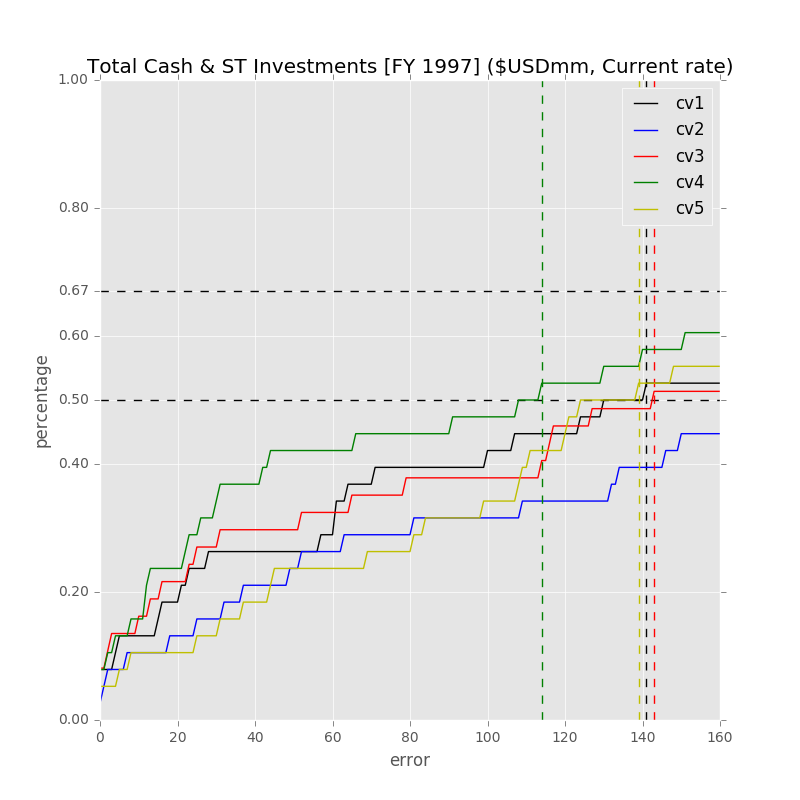 Total Cash & ST Investments [FY 1997] ($USDmm, Current rate)
1.00
0.80
0.67
0.60
0.50
0.40
0.20
0.00
percentage
cv1
cv2
cv3
cv4
cv5
0 20 40 60 80 100 120 140 160
error